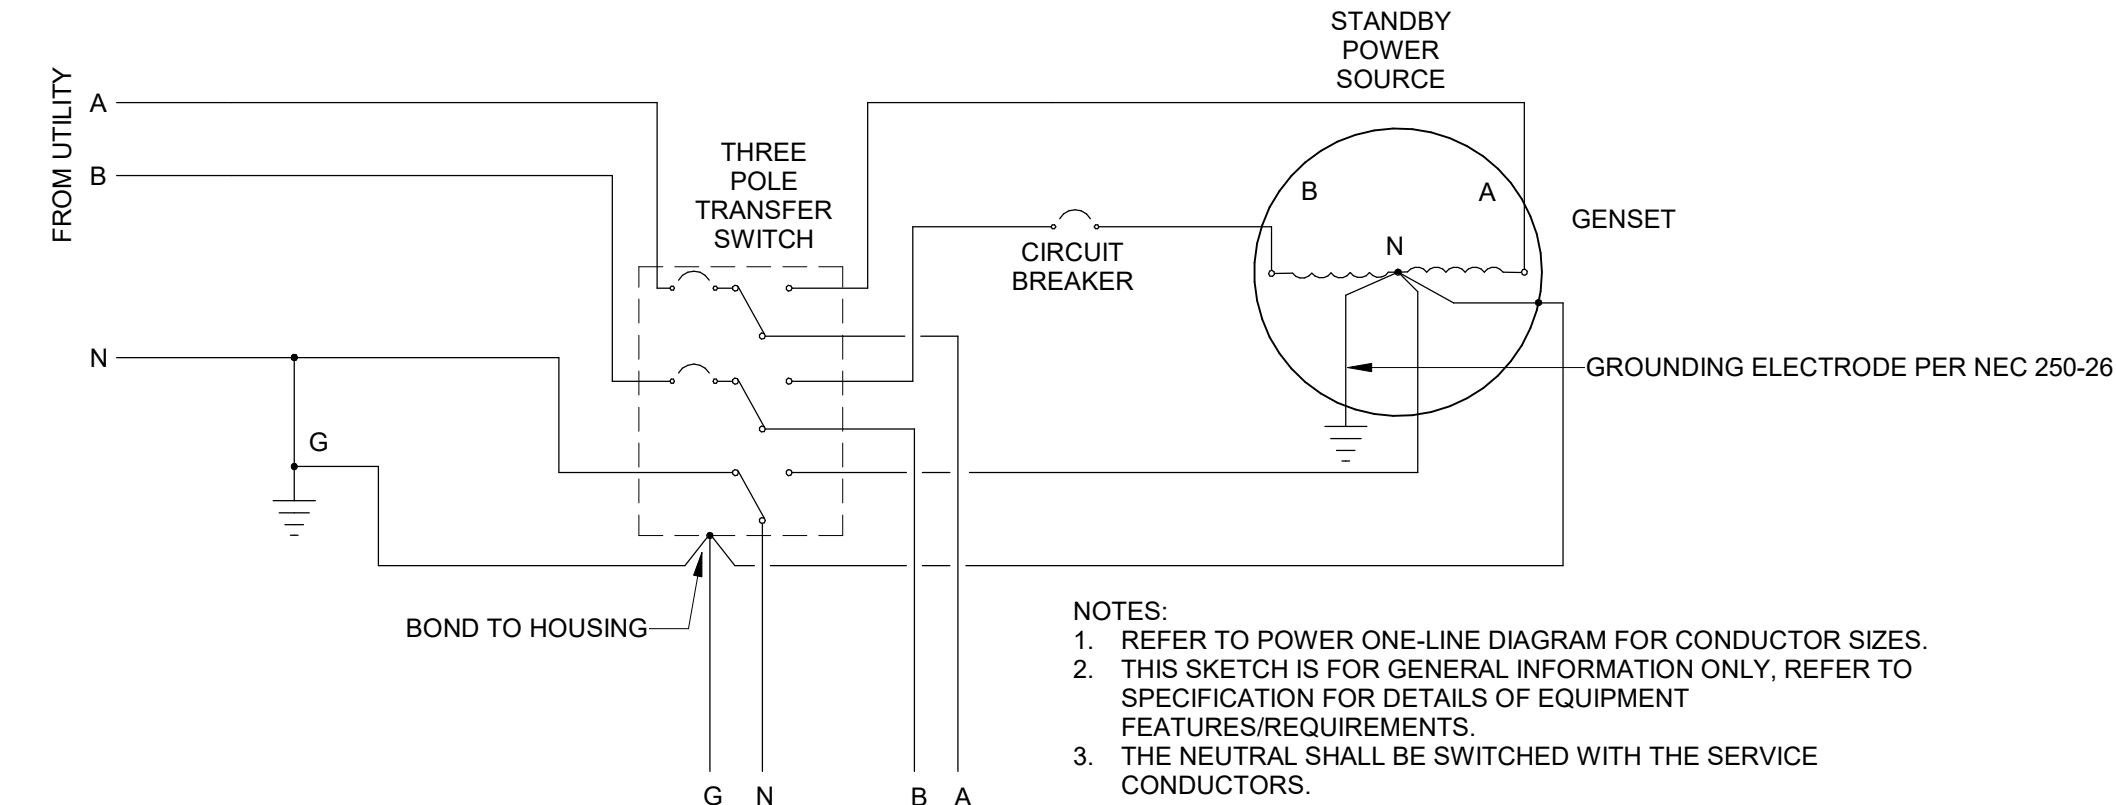 STANDBY
POWER
SOURCE
FROM UTILITY
A
B
THREE
POLE
TRANSFER
SWITCH
B
A
GENSET
CIRCUIT
BREAKER
N
N
GROUNDING ELECTRODE PER NEC 250-26
G
BOND TO HOUSING
NOTES:
1. REFER TO POWER ONE-LINE DIAGRAM FOR CONDUCTOR SIZES.
2. THIS SKETCH IS FOR GENERAL INFORMATION ONLY, REFER TO
SPECIFICATION FOR DETAILS OF EQUIPMENT
FEATURES/REQUIREMENTS.
3. THE NEUTRAL SHALL BE SWITCHED WITH THE SERVICE
CONDUCTORS.
G N B A